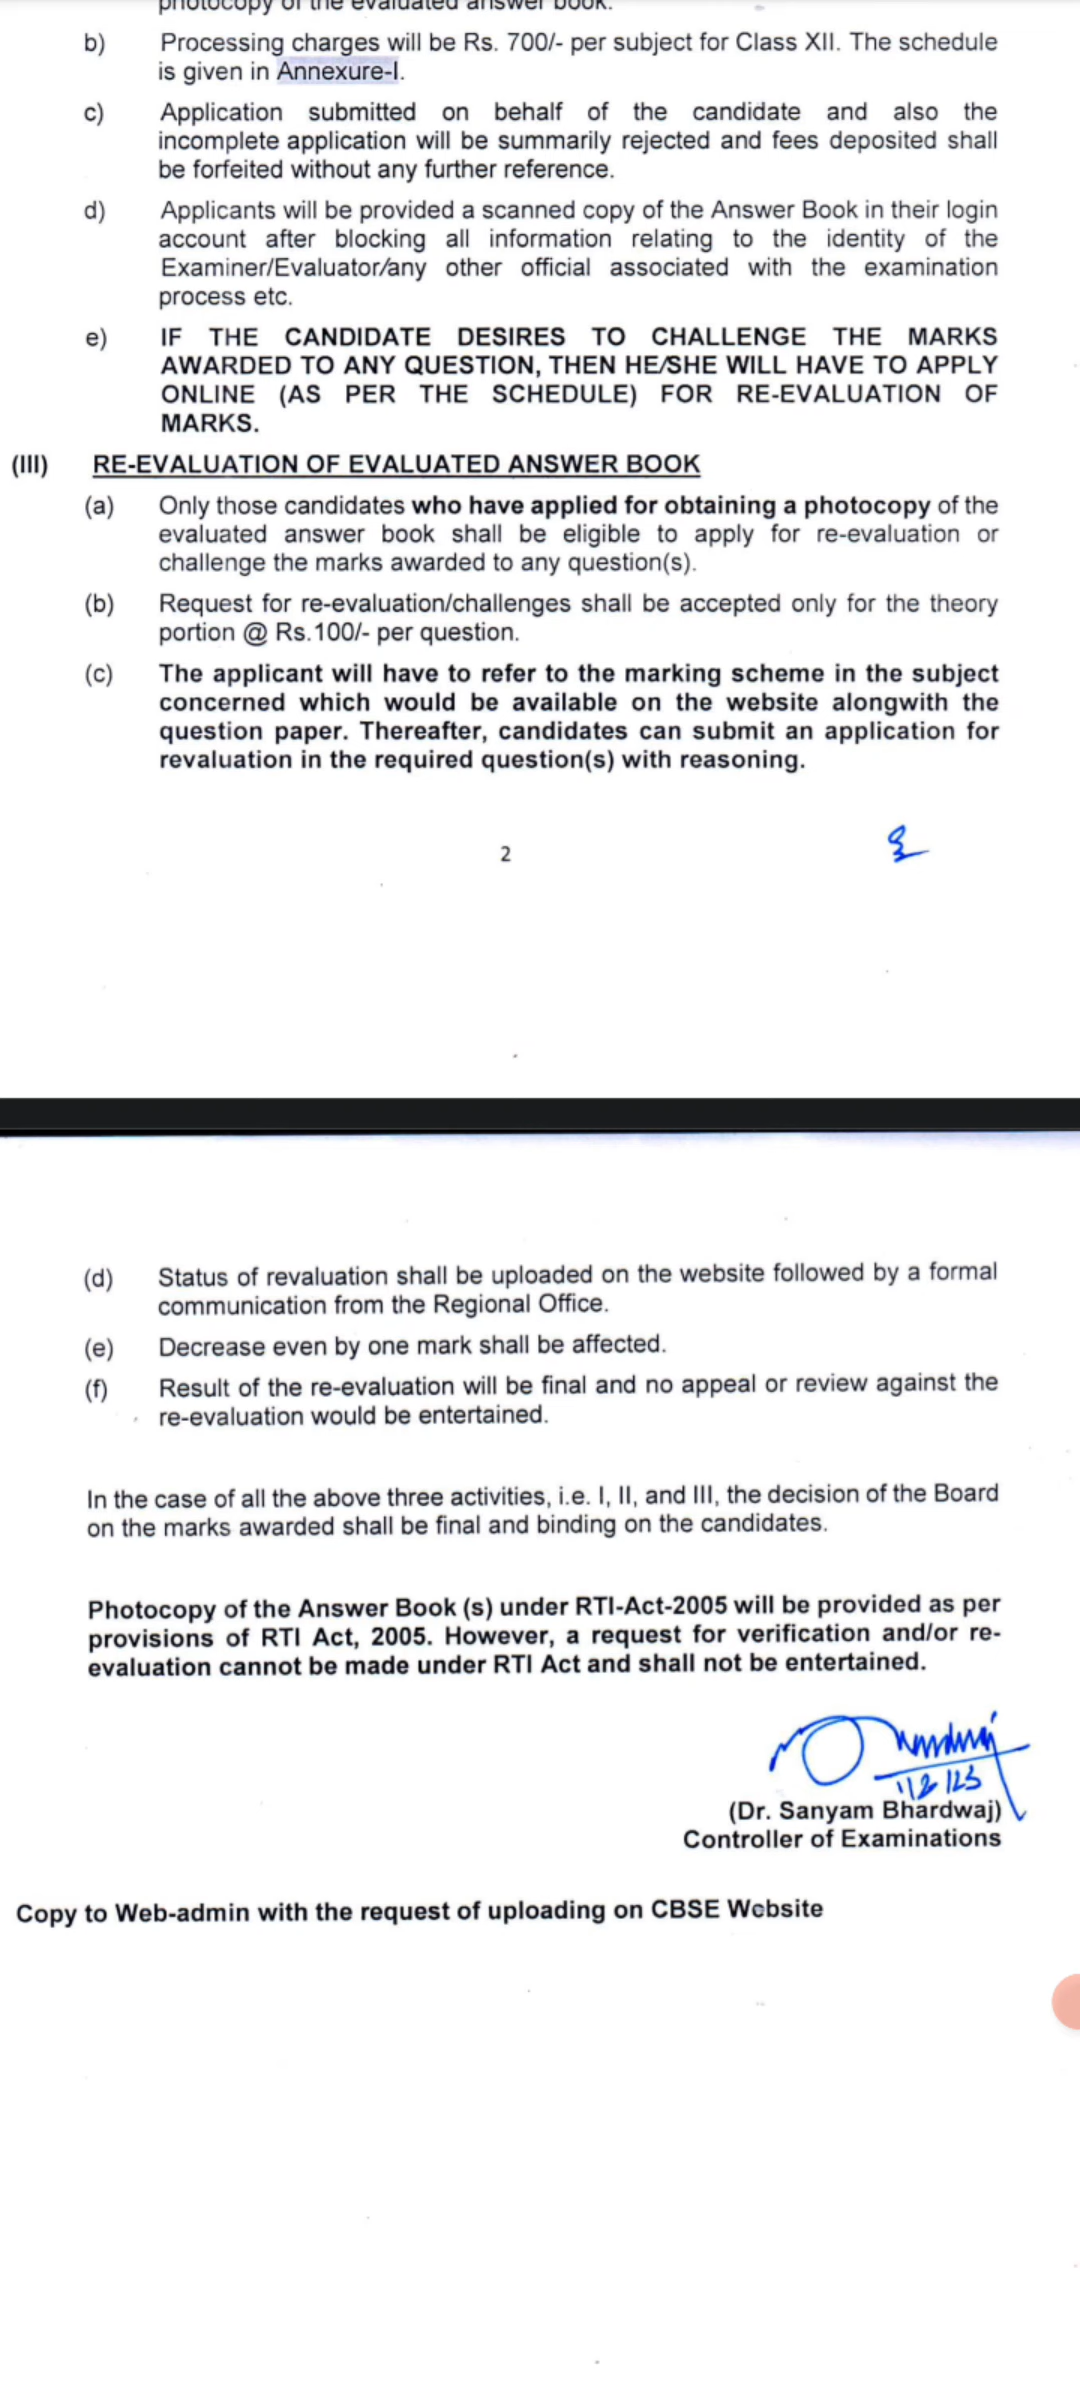 photocopy of the evaluated answer book.
b) Processing charges will be Rs. 700/- per subject for Class XII. The schedule
is given in Annexure-I.
c) Application submitted on behalf of the candidate and also the
incomplete application will be summarily rejected and fees deposited shall
be forfeited without any further reference.
d) Applicants will be provided a scanned copy of the Answer Book in their login
account after blocking all information relating to the identity of the
Examiner/Evaluator/any other official associated with the examination
process etc.
e) IF THE CANDIDATE DESIRES TO CHALLENGE THE MARKS
AWARDED TO ANY QUESTION, THEN HE/SHE WILL HAVE TO APPLY
ONLINE (AS PER THE SCHEDULE) FOR RE-EVALUATION OF
MARKS.
(III) RE-EVALUATION OF EVALUATED ANSWER BOOK
(a) Only those candidates who have applied for obtaining a photocopy of the
evaluated answer book shall be eligible to apply for re-evaluation or
challenge the marks awarded to any question(s).
(b) Request for re-evaluation/challenges shall be accepted only for the theory
portion @ Rs.100/- per question.
(c) The applicant will have to refer to the marking scheme in the subject
concerned which would be available on the website alongwith the
question paper. Thereafter, candidates can submit an application for
revaluation in the required question(s) with reasoning.
2
(d) Status of revaluation shall be uploaded on the website followed by a formal
communication from the Regional Office.
(e) Decrease even by one mark shall be affected.
(f) Result of the re-evaluation will be final and no appeal or review against the
re-evaluation would be entertained.
In the case of all the above three activities, i.e. I, II, and III, the decision of the Board
on the marks awarded shall be final and binding on the candidates.
Photocopy of the Answer Book (s) under RTI-Act-2005 will be provided as per
provisions of RTI Act, 2005. However, a request for verification and/or re-
evaluation cannot be made under RTI Act and shall not be entertained.
(Dr. Sanyam Bhardwaj)
Controller of Examinations
Copy to Web-admin with the request of uploading on CBSE Website